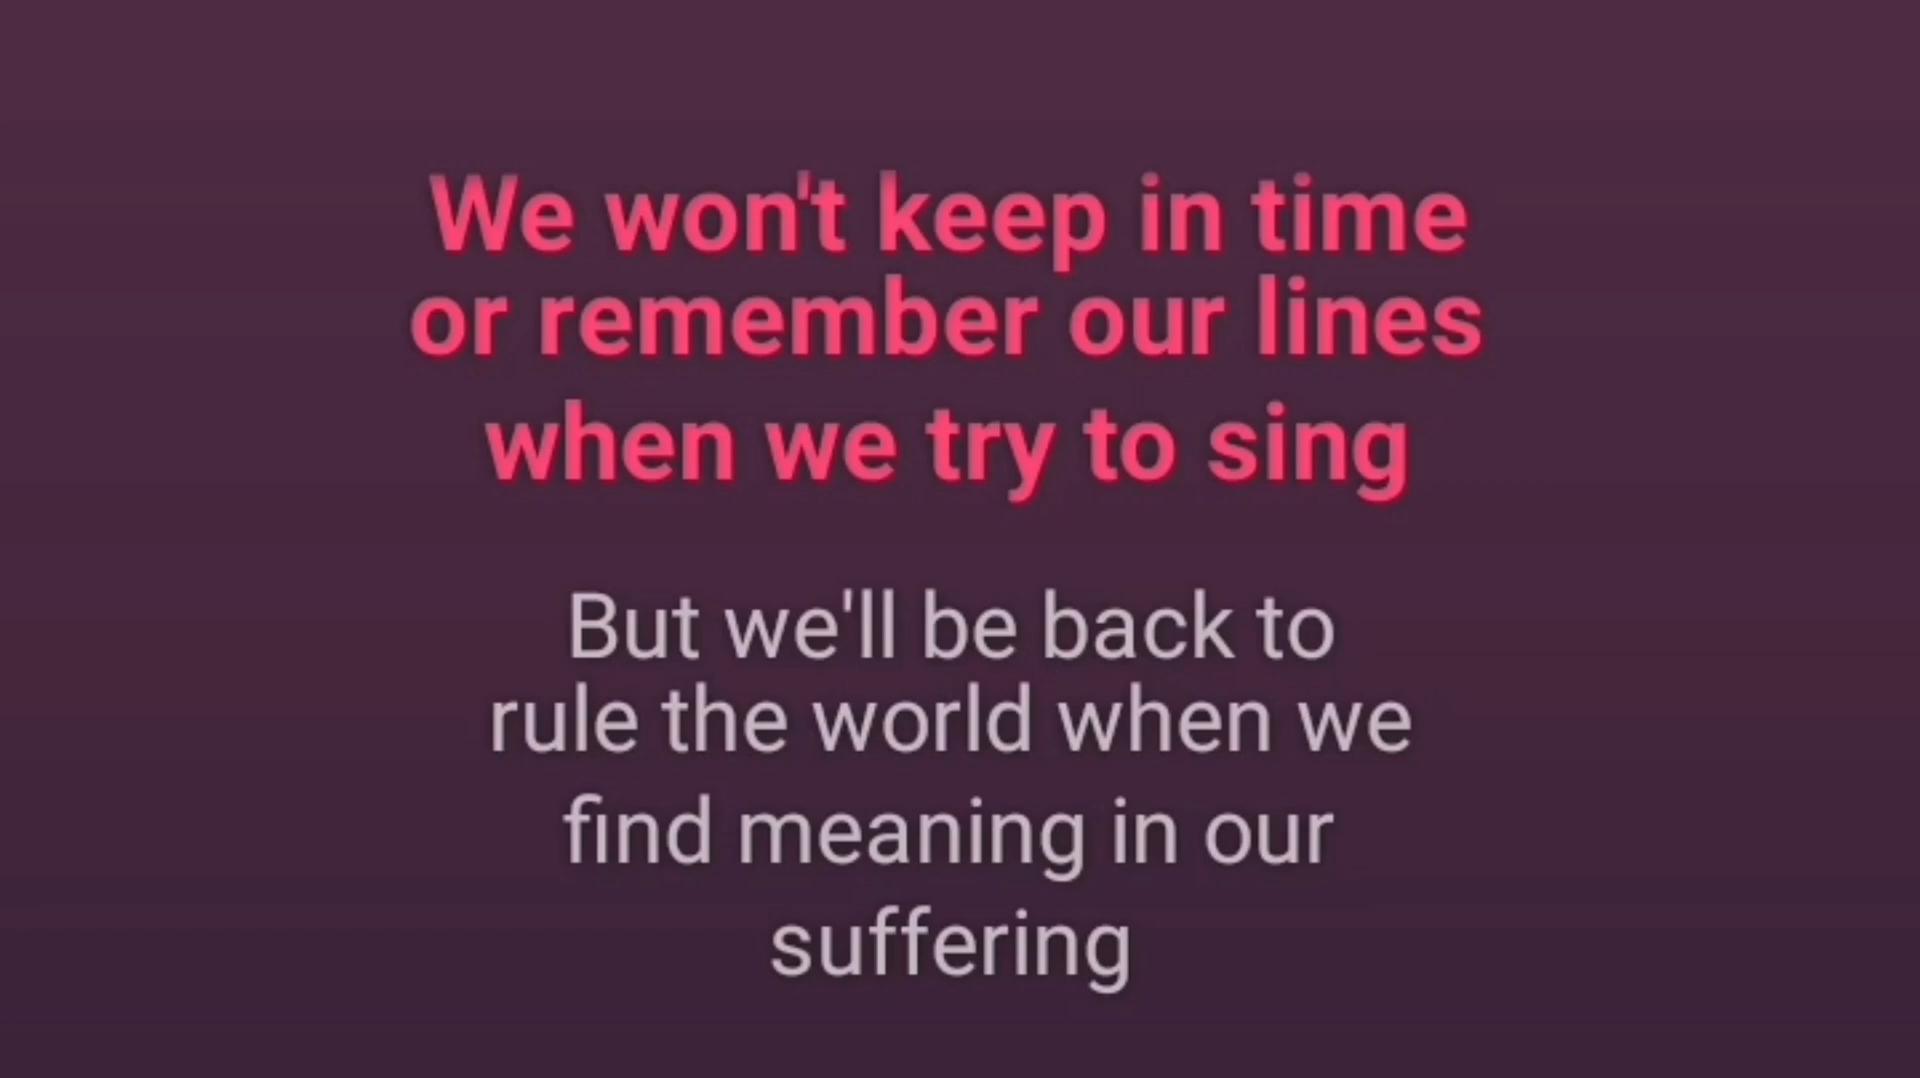 We won't keep in time
or remember our lines
when we try to sing
But we'll be back to
rule the world when we
find meaning in our
suffering